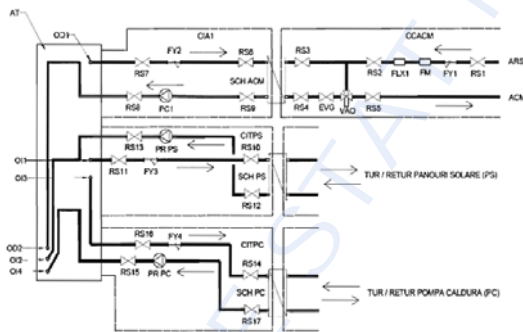 AT
CIA1
CCACM
OD1
FY2
RS6
RS3
ARS
RS7
SCH ACM
RS2
FLX1
FM
FY1
RS1
RS8
PC1
RS9
RS4
EVG
VAD
RS5
ACM
RS13
PR PS
CITPS
RS10
OI1
RS11
FY3
SCH PS
TUR / RETUR PANOURI SOLARE (PS)
OI3
RS12
CITPC
RS16
FY4
OD2
RS14
OI2
RS15
PR PC
SCH PC
TUR / RETUR POMPA CALDURA (PC)
OI4
RS17